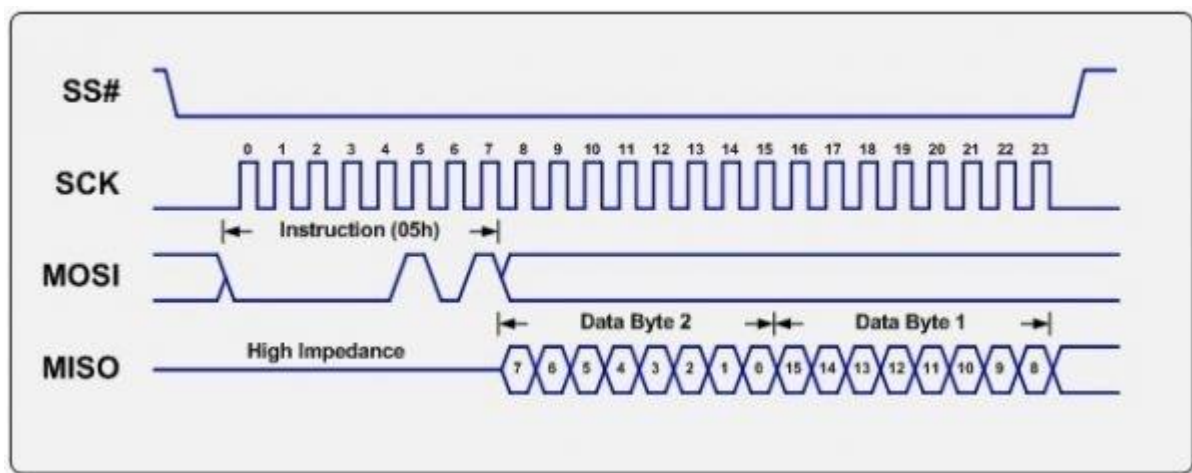 SS#
0 1 2 3 4 5 6 7 8 9 10 11 12 13 14 15 16 17 18 19 20 21 22 23
SCK
Instruction (05h)
MOSI
Data Byte 2 Data Byte 1
High Impedance
MISO
7 6 5 4 3 2 1 0 15 14 13 12 11 10 9 8